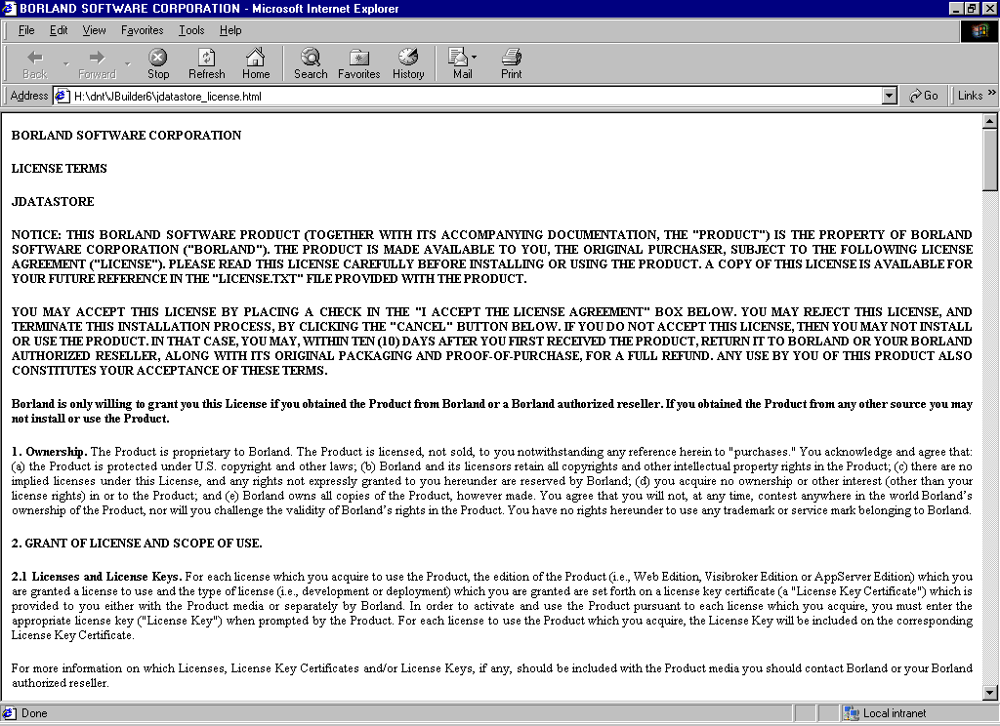 BORLAND SOFTWARE CORPORATION - Microsoft Internet Explorer
File Edit View Favorites Tools Help
Back Forward Stop Refresh Home Search Favorites History Mail Print
Address H:\dnt\JBuilder6\jdatastore_license.html Go Links »
BORLAND SOFTWARE CORPORATION
LICENSE TERMS
JDATASTORE
NOTICE: THIS BORLAND SOFTWARE PRODUCT (TOGETHER WITH ITS ACCOMPANYING DOCUMENTATION, THE "PRODUCT") IS THE PROPERTY OF BORLAND
SOFTWARE CORPORATION ("BORLAND"). THE PRODUCT IS MADE AVAILABLE TO YOU, THE ORIGINAL PURCHASER, SUBJECT TO THE FOLLOWING LICENSE
AGREEMENT ("LICENSE"). PLEASE READ THIS LICENSE CAREFULLY BEFORE INSTALLING OR USING THE PRODUCT. A COPY OF THIS LICENSE IS AVAILABLE FOR
YOUR FUTURE REFERENCE IN THE "LICENSE.TXT" FILE PROVIDED WITH THE PRODUCT.
YOU MAY ACCEPT THIS LICENSE BY PLACING A CHECK IN THE "I ACCEPT THE LICENSE AGREEMENT" BOX BELOW. YOU MAY REJECT THIS LICENSE, AND
TERMINATE THIS INSTALLATION PROCESS, BY CLICKING THE "CANCEL" BUTTON BELOW. IF YOU DO NOT ACCEPT THIS LICENSE, THEN YOU MAY NOT INSTALL
OR USE THE PRODUCT. IN THAT CASE, YOU MAY, WITHIN TEN (10) DAYS AFTER YOU FIRST RECEIVED THE PRODUCT, RETURN IT TO BORLAND OR YOUR BORLAND
AUTHORIZED RESELLER, ALONG WITH ITS ORIGINAL PACKAGING AND PROOF-OF-PURCHASE, FOR A FULL REFUND. ANY USE BY YOU OF THIS PRODUCT ALSO
CONSTITUTES YOUR ACCEPTANCE OF THESE TERMS.
Borland is only willing to grant you this License if you obtained the Product from Borland or a Borland authorized reseller. If you obtained the Product from any other source you may
not install or use the Product.
1. Ownership. The Product is proprietary to Borland. The Product is licensed, not sold, to you notwithstanding any reference herein to "purchases." You acknowledge and agree that:
(a) the Product is protected under U.S. copyright and other laws; (b) Borland and its licensors retain all copyrights and other intellectual property rights in the Product; (c) there are no
implied licenses under this License, and any rights not expressly granted to you hereunder are reserved by Borland; (d) you acquire no ownership or other interest (other than your
license rights) in or to the Product; and (e) Borland owns all copies of the Product, however made. You agree that you will not, at any time, contest anywhere in the world Borland's
ownership of the Product, nor will you challenge the validity of Borland's rights in the Product. You have no rights hereunder to use any trademark or service mark belonging to Borland.
2. GRANT OF LICENSE AND SCOPE OF USE.
2.1 Licenses and License Keys. For each license which you acquire to use the Product, the edition of the Product (i.e., Web Edition, Visibroker Edition or AppServer Edition) which you
are granted a license to use and the type of license (i.e., development or deployment) which you are granted are set forth on a license key certificate (a "License Key Certificate") which is
provided to you either with the Product media or separately by Borland. In order to activate and use the Product pursuant to each license which you acquire, you must enter the
appropriate license key ("License Key") when prompted by the Product. For each license to use the Product which you acquire, the License Key will be included on the corresponding
License Key Certificate.
For more information on which Licenses, License Key Certificates and/or License Keys, if any, should be included with the Product media you should contact Borland or your Borland
authorized reseller.
Done Local intranet